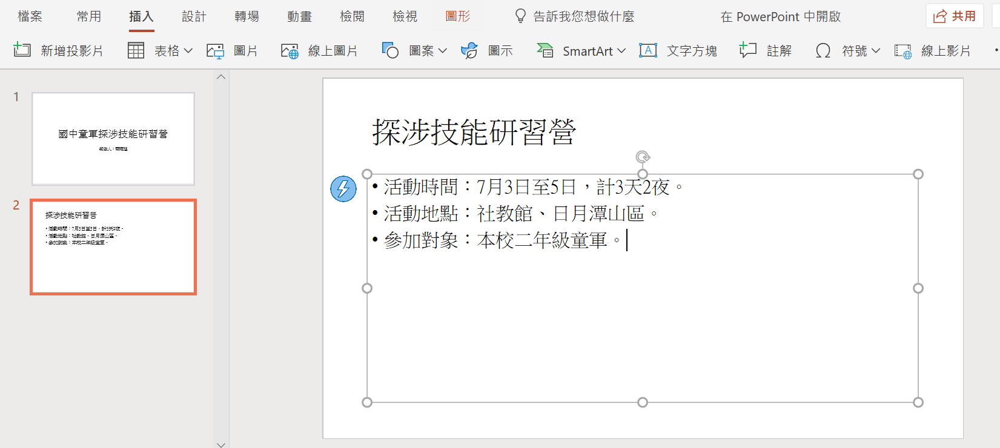 檔案 常用 插入 設計 轉場 動畫 檢閱 檢視 圖形 告訴我您想做什麼 在 PowerPoint 中開啟 共用
新增投影片 表格 圖片 線上圖片 圖案 圖示 SmartArt 文字方塊 註解 符號 線上影片
1
國中童軍探涉技能研習營
2
探涉技能研習營
• 活動時間：7月3日至5日，計3天2夜。
• 活動地點：社教館、日月潭山區。
• 參加對象：本校二年級童軍。
探涉技能研習營
• 活動時間：7月3日至5日，計3天2夜。
• 活動地點：社教館、日月潭山區。
• 參加對象：本校二年級童軍。